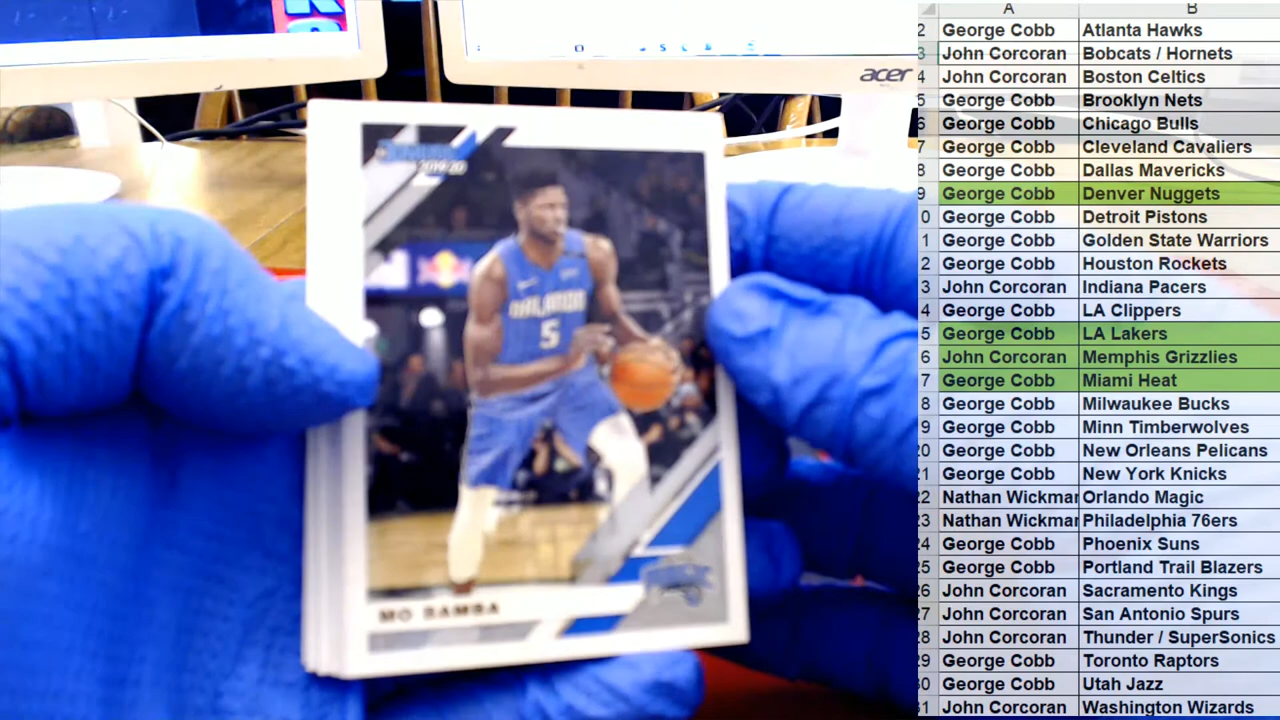 acer
2019-20
ORLANDO
5
MO BAMBA
A B
2 George Cobb Atlanta Hawks
3 John Corcoran Bobcats / Hornets
4 John Corcoran Boston Celtics
5 George Cobb Brooklyn Nets
6 George Cobb Chicago Bulls
7 George Cobb Cleveland Cavaliers
8 George Cobb Dallas Mavericks
9 George Cobb Denver Nuggets
0 George Cobb Detroit Pistons
1 George Cobb Golden State Warriors
2 George Cobb Houston Rockets
3 John Corcoran Indiana Pacers
4 George Cobb LA Clippers
5 George Cobb LA Lakers
6 John Corcoran Memphis Grizzlies
7 George Cobb Miami Heat
8 George Cobb Milwaukee Bucks
9 George Cobb Minn Timberwolves
20 George Cobb New Orleans Pelicans
21 George Cobb New York Knicks
22 Nathan Wickmar Orlando Magic
23 Nathan Wickmar Philadelphia 76ers
24 George Cobb Phoenix Suns
25 George Cobb Portland Trail Blazers
26 John Corcoran Sacramento Kings
27 John Corcoran San Antonio Spurs
28 John Corcoran Thunder / SuperSonics
29 George Cobb Toronto Raptors
30 George Cobb Utah Jazz
31 John Corcoran Washington Wizards